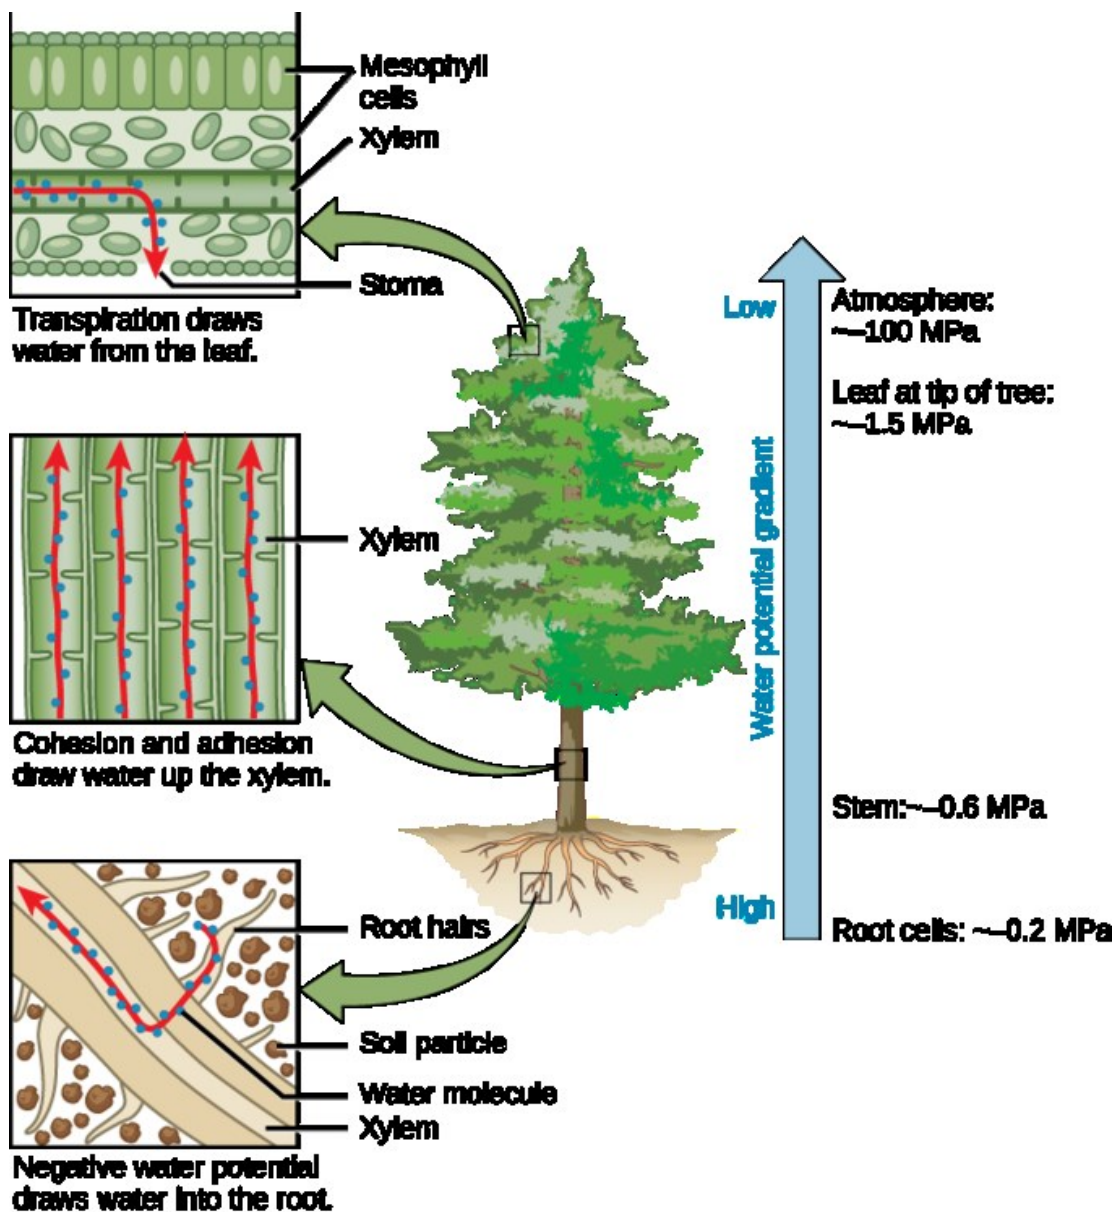 Mesophyll
cells
Xylem
Stoma
Transpiration draws
water from the leaf.
Xylem
Cohesion and adhesion
draw water up the xylem.
Root hairs
Soil particle
Water molecule
Xylem
Negative water potential
draws water into the root.
Low
Water potential gradient
High
Atmosphere:
~–100 MPa
Leaf at tip of tree:
~–1.5 MPa
Stem:~–0.6 MPa
Root cells: ~–0.2 MPa